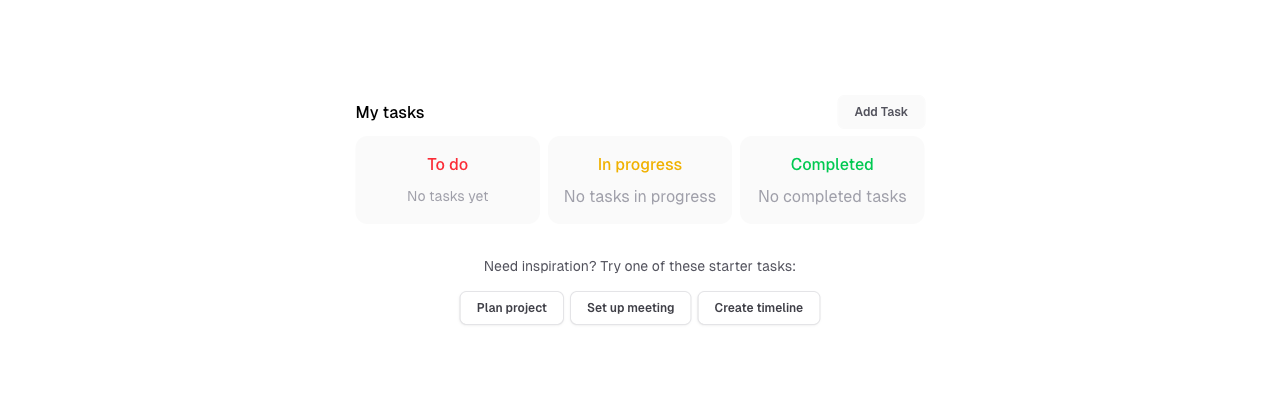 My tasks
Add Task
To do
No tasks yet
In progress
No tasks in progress
Completed
No completed tasks
Need inspiration? Try one of these starter tasks:
Plan project
Set up meeting
Create timeline